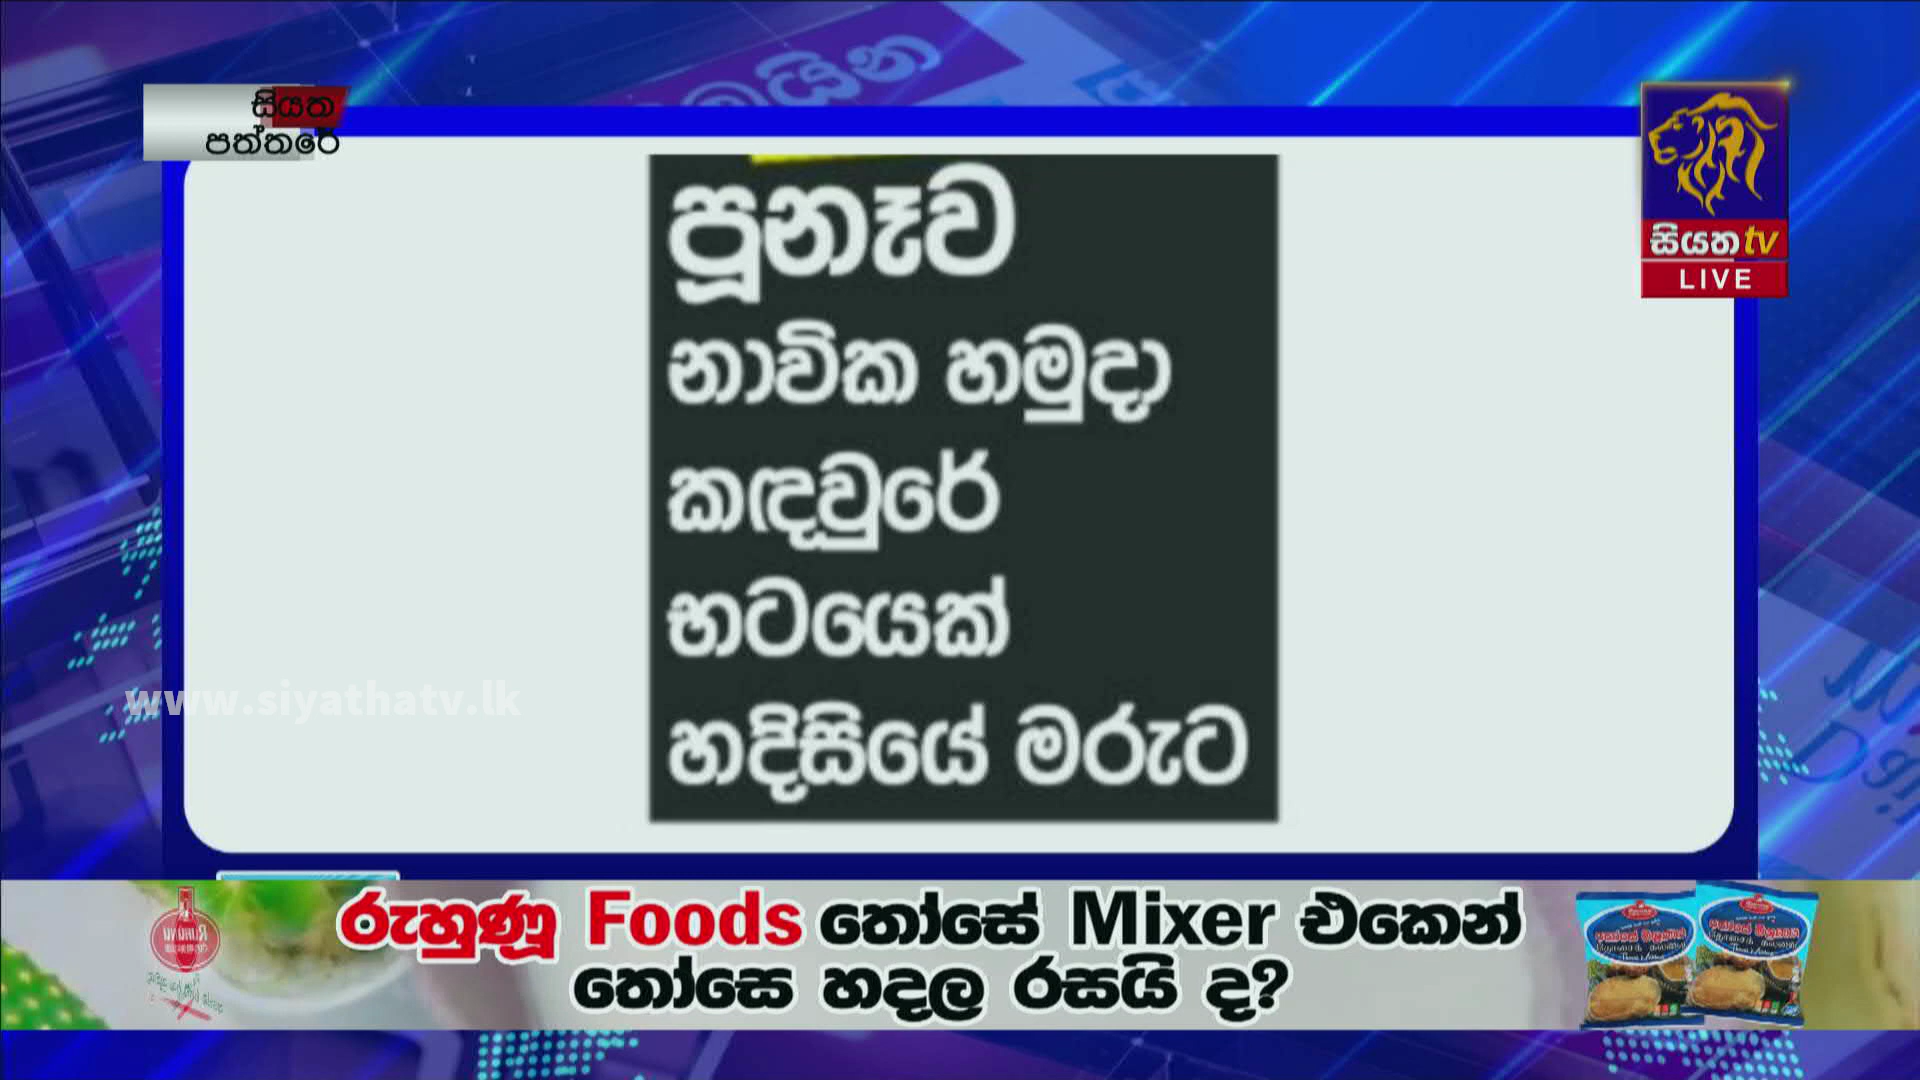 සියත
පත්තරේ
සියත tv
LIVE
පූනෑව
නාවික හමුදා
කඳවුරේ
භටයෙක්
හදිසියේ මරුට
www.siyathatv.lk
රුහුණු Foods තෝසේ Mixer එකෙන්
තෝසෙ හදල රසයි ද?